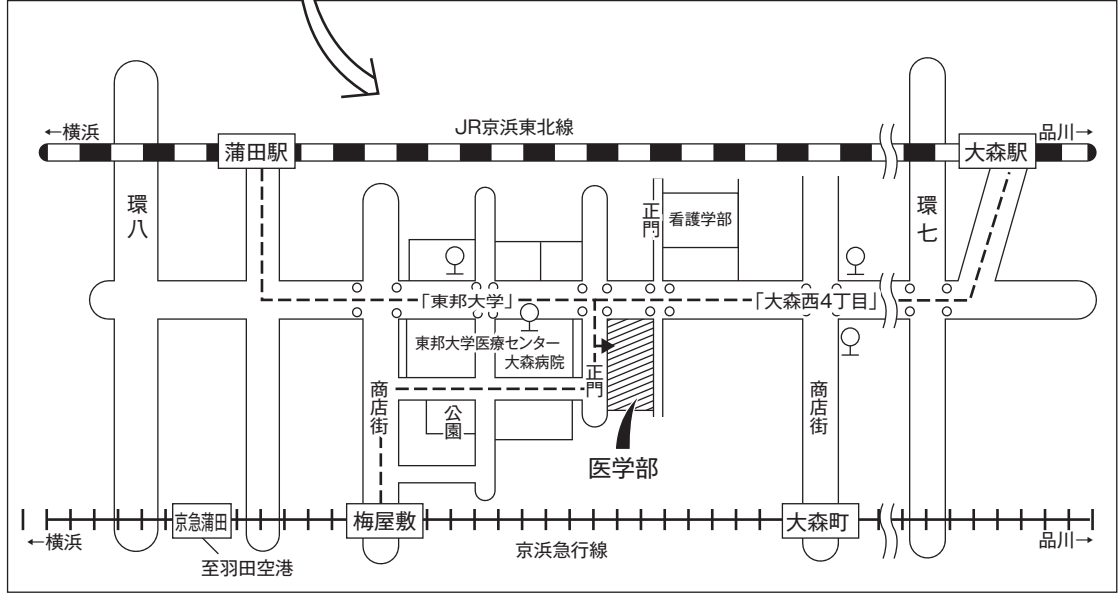 JR京浜東北線
←横浜
品川→
蒲田駅
大森駅
環八
環七
正門
看護学部
「東邦大学」
「大森西4丁目」
東邦大学医療センター
大森病院
正門
商店街
公園
商店街
医学部
京急蒲田
梅屋敷
大森町
←横浜
京浜急行線
品川→
至羽田空港